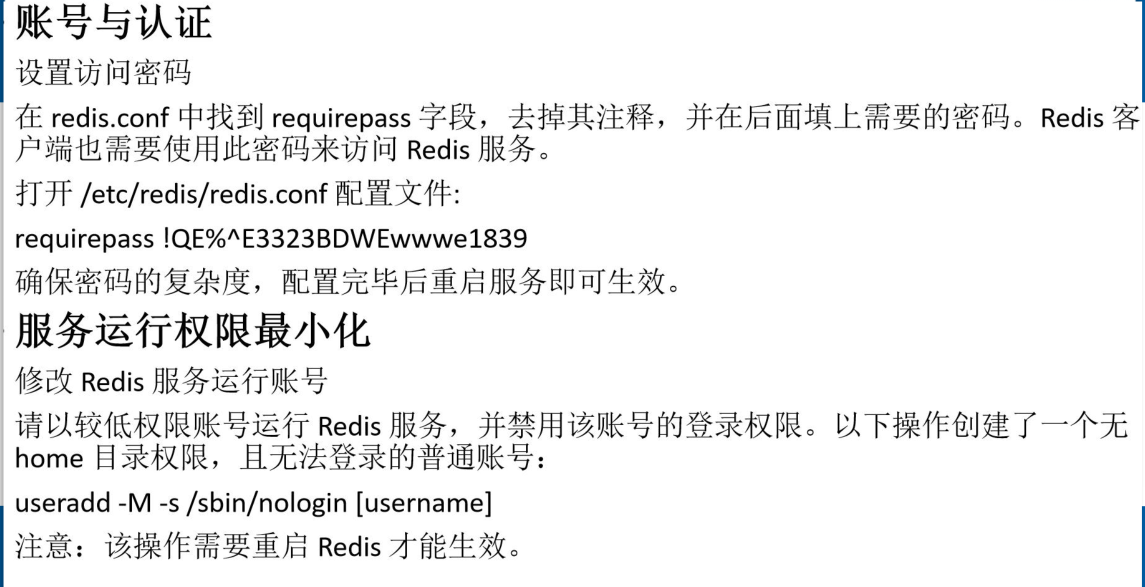 账号与认证
设置访问密码
在 redis.conf 中找到 requirepass 字段，去掉其注释，并在后面填上需要的密码。Redis 客
户端也需要使用此密码来访问 Redis 服务。
打开 /etc/redis/redis.conf 配置文件:
requirepass !QE%^E3323BDWEwwwe1839
确保密码的复杂度，配置完毕后重启服务即可生效。
服务运行权限最小化
修改 Redis 服务运行账号
请以较低权限账号运行 Redis 服务，并禁用该账号的登录权限。以下操作创建了一个无
home 目录权限，且无法登录的普通账号：
useradd -M -s /sbin/nologin [username]
注意：该操作需要重启 Redis 才能生效。